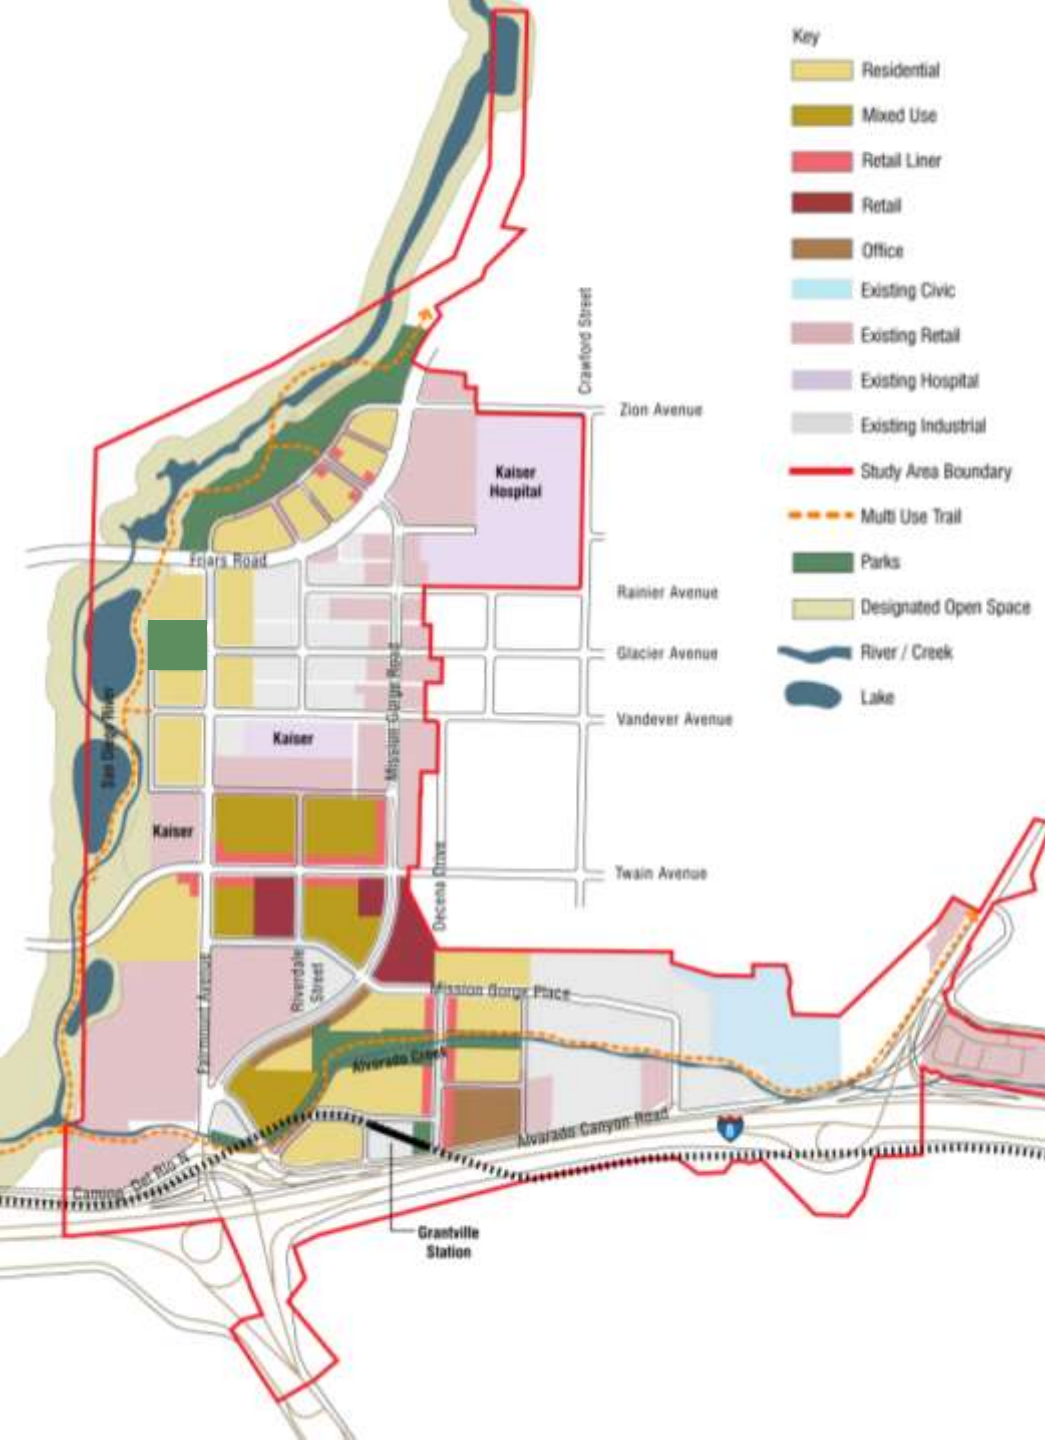 Key
Residential
Mixed Use
Retail Liner
Retail
Office
Existing Civic
Existing Retail
Existing Hospital
Existing Industrial
Study Area Boundary
Multi Use Trail
Parks
Designated Open Space
River / Creek
Lake
Crawford Street
Zion Avenue
Kaiser
Hospital
Friars Road
Rainier Avenue
Glacier Avenue
Mission Gorge Road
San Diego River
Vandever Avenue
Kaiser
Kaiser
Twain Avenue
Decena Drive
Fairmount Avenue
Riverdale
Street
Mission Gorge Place
Alvarado Creek
Alvarado Canyon Road
8
Camino Del Rio N
Grantville
Station